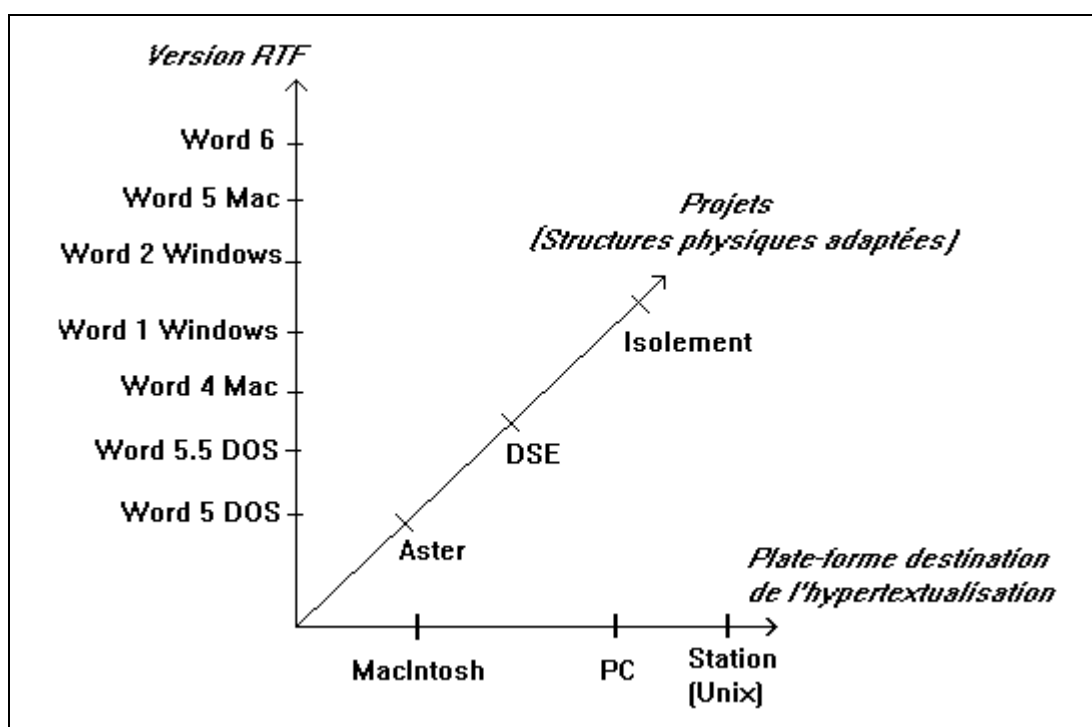 Version RTF
Word 6
Word 5 Mac
Word 2 Windows
Word 1 Windows
Word 4 Mac
Word 5.5 DOS
Word 5 DOS
Projets
(Structures physiques adaptées)
Isolement
DSE
Aster
Plate-forme destination
de l'hypertextualisation
MacIntosh
PC
Station
(Unix)